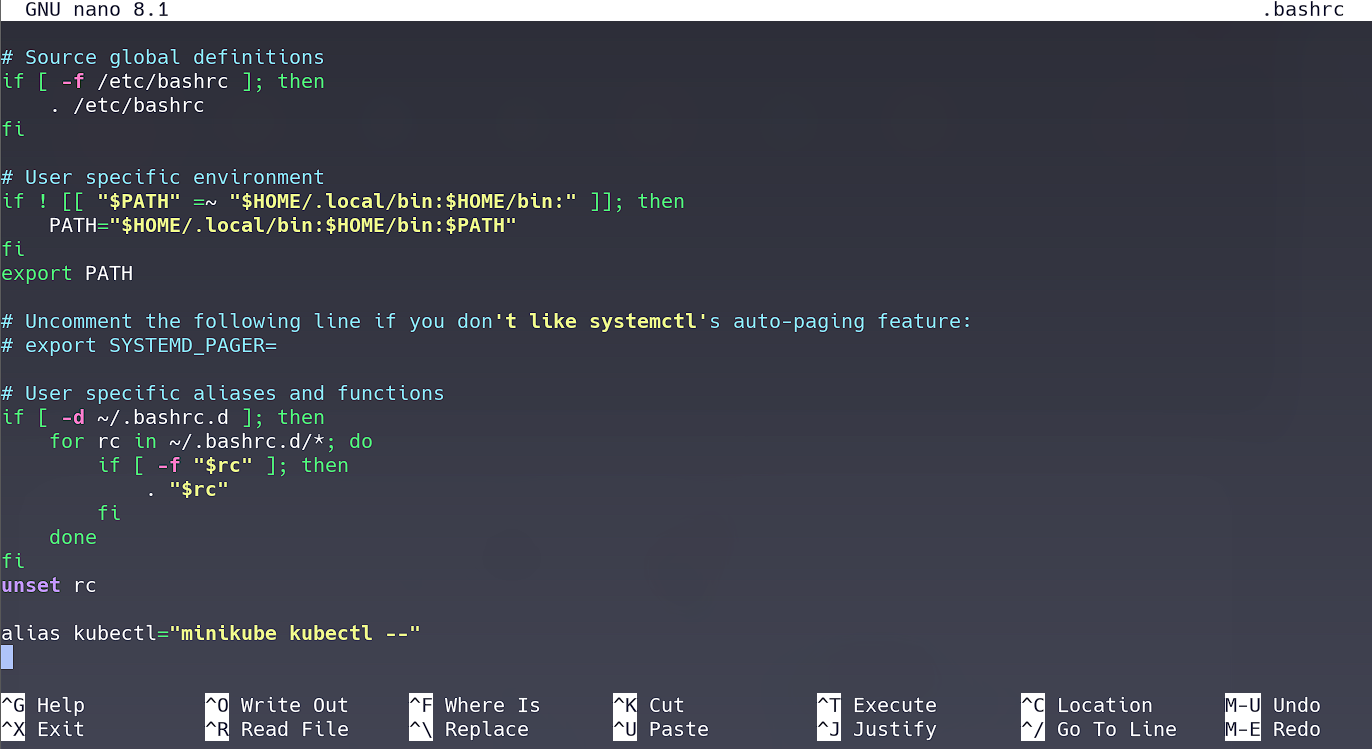 GNU nano 8.1 .bashrc
# Source global definitions
if [ -f /etc/bashrc ]; then
    . /etc/bashrc
fi
# User specific environment
if ! [[ "$PATH" =~ "$HOME/.local/bin:$HOME/bin:" ]]; then
    PATH="$HOME/.local/bin:$HOME/bin:$PATH"
fi
export PATH
# Uncomment the following line if you don't like systemctl's auto-paging feature:
# export SYSTEMD_PAGER=
# User specific aliases and functions
if [ -d ~/.bashrc.d ]; then
    for rc in ~/.bashrc.d/*; do
        if [ -f "$rc" ]; then
            . "$rc"
        fi
    done
fi
unset rc
alias kubectl="minikube kubectl --"
^G Help ^O Write Out ^F Where Is ^K Cut ^T Execute ^C Location M-U Undo
^X Exit ^R Read File ^\ Replace ^U Paste ^J Justify ^/ Go To Line M-E Redo